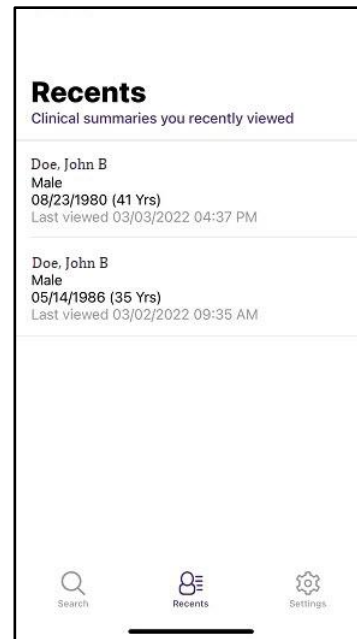 Recents
Clinical summaries you recently viewed
Doe, John B
Male
08/23/1980 (41 Yrs)
Last viewed 03/03/2022 04:37 PM
Doe, John B
Male
05/14/1986 (35 Yrs)
Last viewed 03/02/2022 09:35 AM
Search Recents Settings